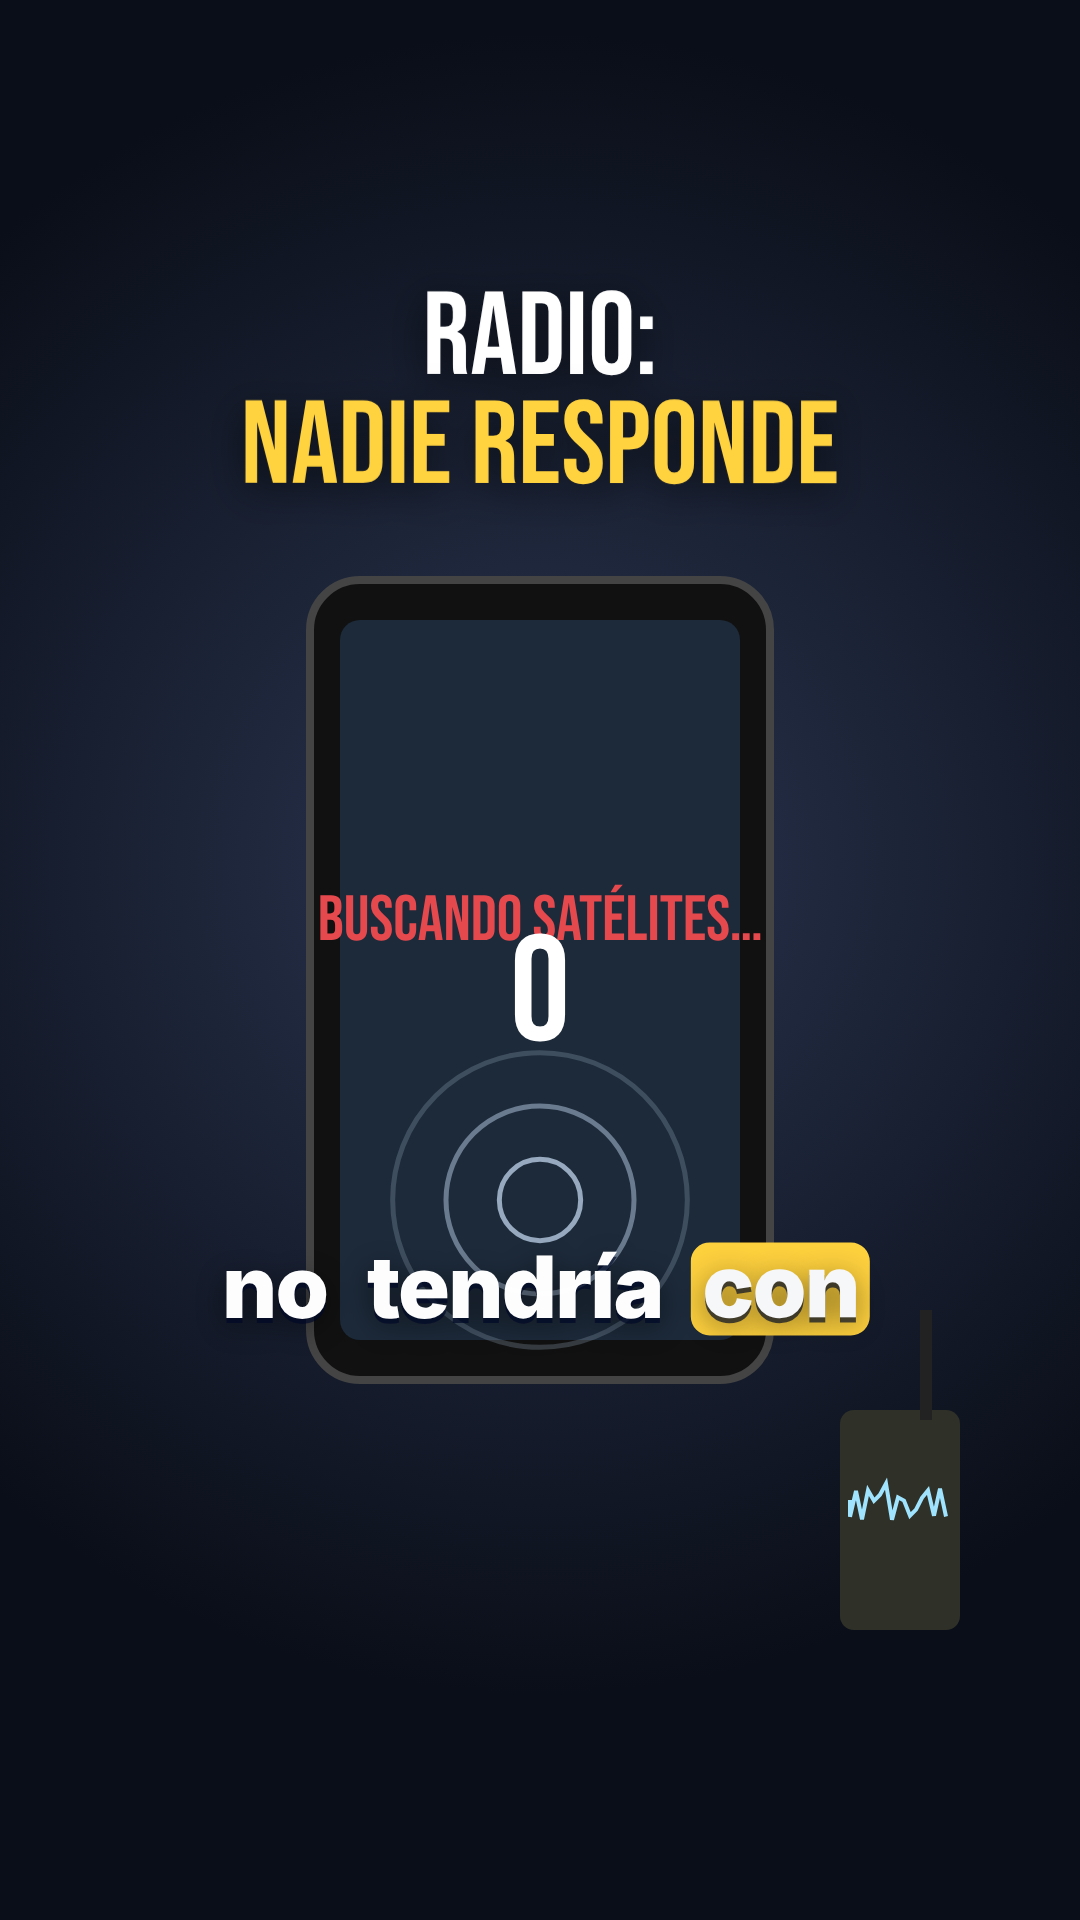 RADIO:
NADIE RESPONDE
BUSCANDO SATÉLITES...
0
no tendría con